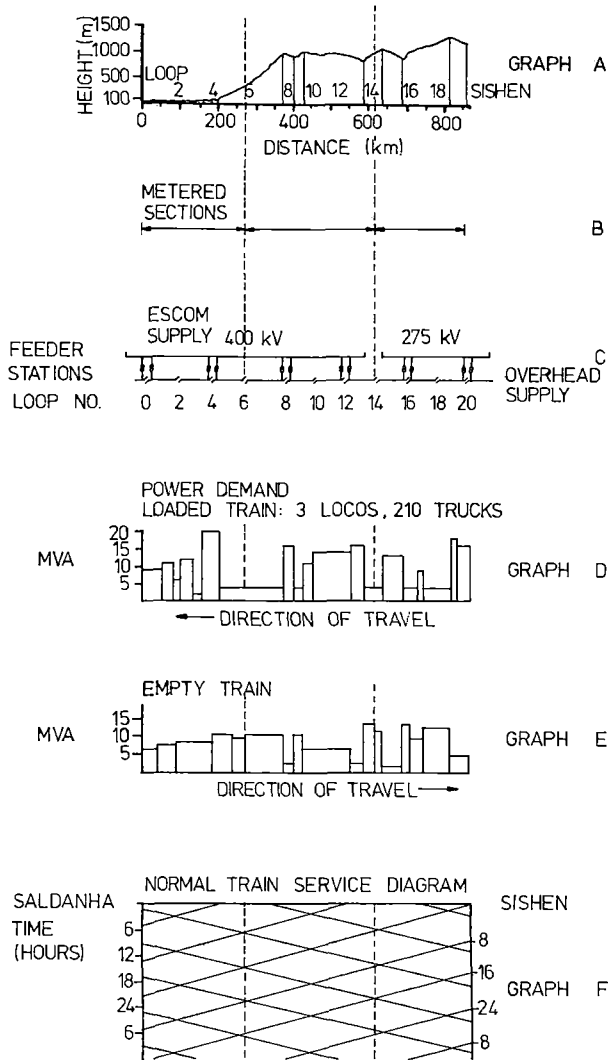 HEIGHT (m)
1500
1000
500
100
LOOP
2 4 6 8 10 12 14 16 18 SISHEN
0 200 400 600 800
DISTANCE (km)
GRAPH A
METERED
SECTIONS
B
ESCOM
SUPPLY 400 kV 275 kV
C
FEEDER
STATIONS
OVERHEAD
SUPPLY
LOOP NO. 0 2 4 6 8 10 12 14 16 18 20
POWER DEMAND
LOADED TRAIN: 3 LOCOS, 210 TRUCKS
MVA
20
15
10
5
GRAPH D
DIRECTION OF TRAVEL
EMPTY TRAIN
MVA
15
10
5
GRAPH E
DIRECTION OF TRAVEL
NORMAL TRAIN SERVICE DIAGRAM
SALDANHA
SISHEN
TIME
(HOURS)
6
12
18
24
6
8
16
24
8
GRAPH F